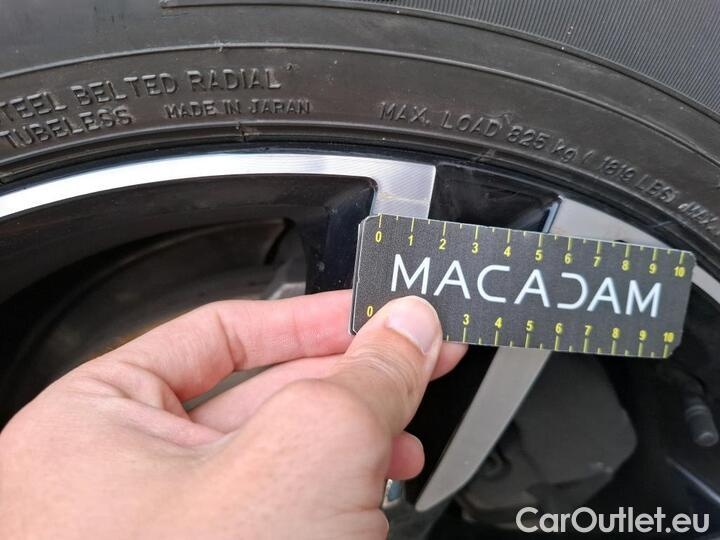 STEEL BELTED RADIAL
TUBELESS MADE IN JAPAN
MAX. LOAD 825 kg (1819 LBS)
0 1 2 3 4 5 6 7 8 9 10
MACADAM
0 3 4 5 6 7 8 9 10
CarOutlet.eu